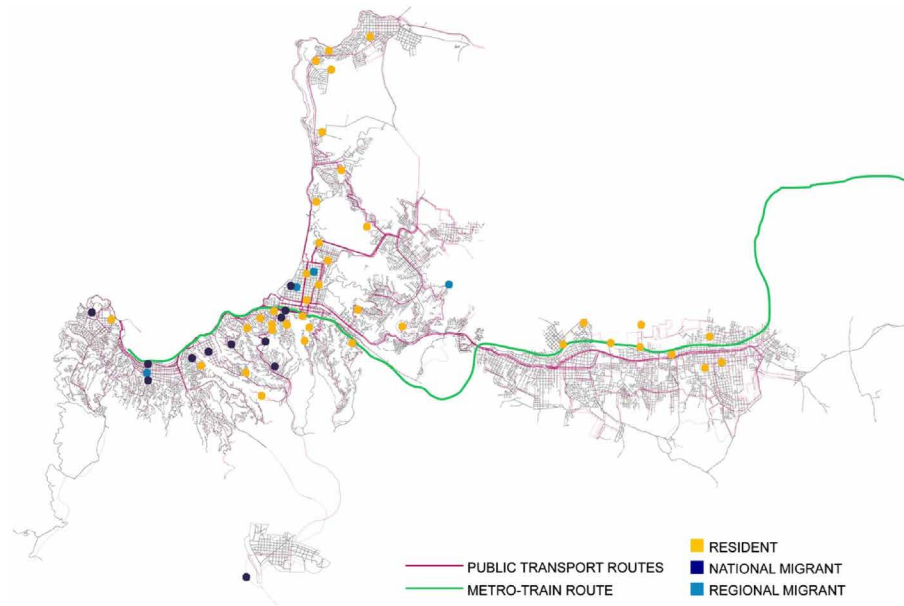 PUBLIC TRANSPORT ROUTES
METRO-TRAIN ROUTE
RESIDENT
NATIONAL MIGRANT
REGIONAL MIGRANT